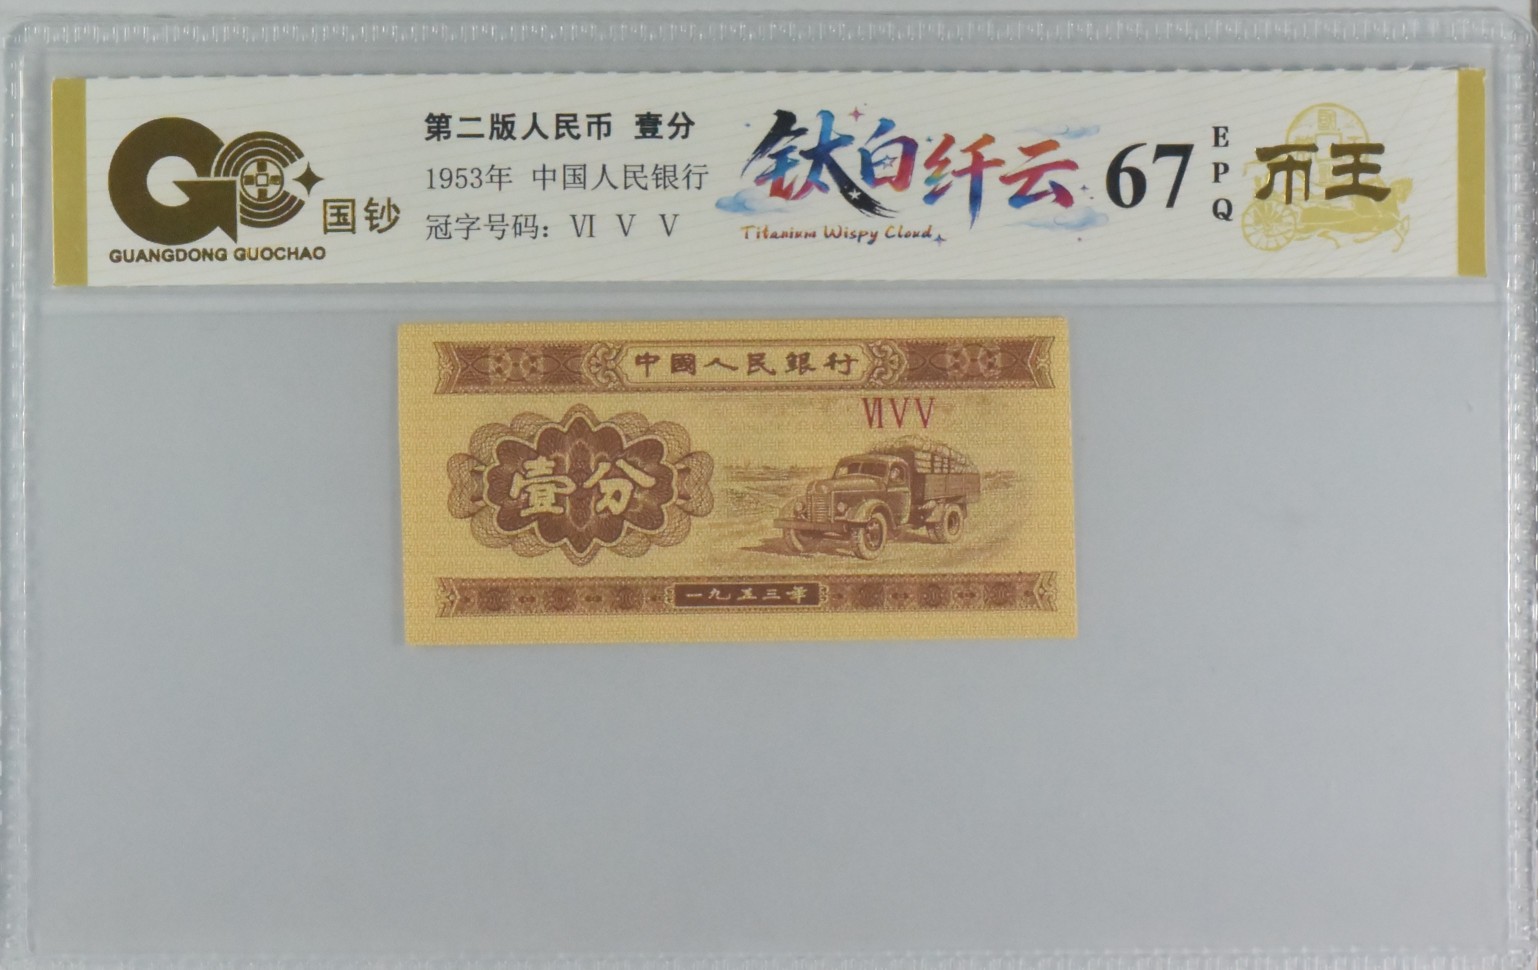 GC
国钞
GUANGDONG GUOCHAO
第二版人民币 壹分
1953年 中国人民银行
冠字号码：Ⅵ Ⅴ Ⅴ
钛白纤云
Titanium Wispy Cloud
67
EPQ
币王
中國人民銀行
ⅥⅤⅤ
壹分
一九五三年